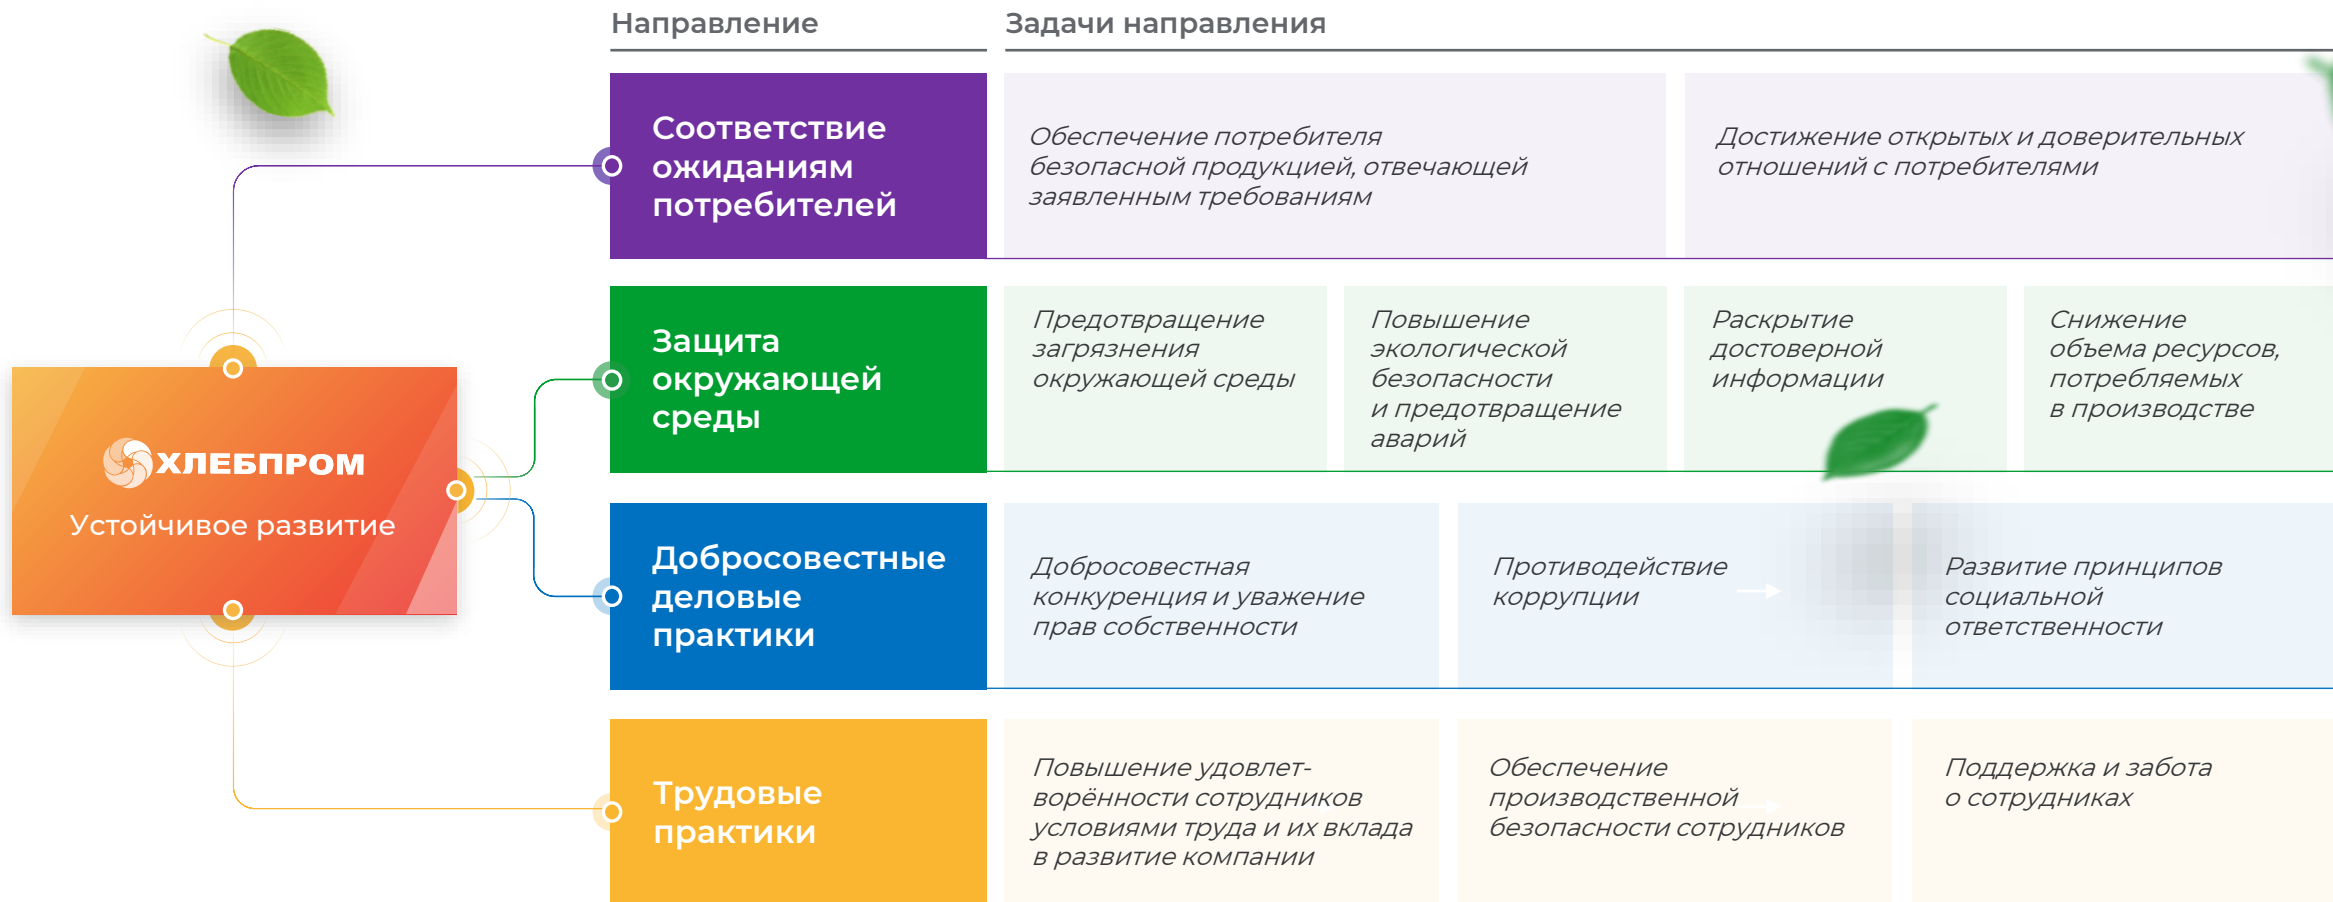 Направление
Задачи направления
Соответствие
ожиданиям
потребителей
Обеспечение потребителя
безопасной продукцией, отвечающей
заявленным требованиям
Достижение открытых и доверительных
отношений с потребителями
Защита
окружающей
среды
Предотвращение
загрязнения
окружающей среды
Повышение
экологической
безопасности
и предотвращение
аварий
Раскрытие
достоверной
информации
Снижение
объема ресурсов,
потребляемых
в производстве
ХЛЕБПРОМ
Устойчивое развитие
Добросовестные
деловые
практики
Добросовестная
конкуренция и уважение
прав собственности
Противодействие
коррупции
Развитие принципов
социальной
ответственности
Трудовые
практики
Повышение удовлет-
ворённости сотрудников
условиями труда и их вклада
в развитие компании
Обеспечение
производственной
безопасности сотрудников
Поддержка и забота
о сотрудниках